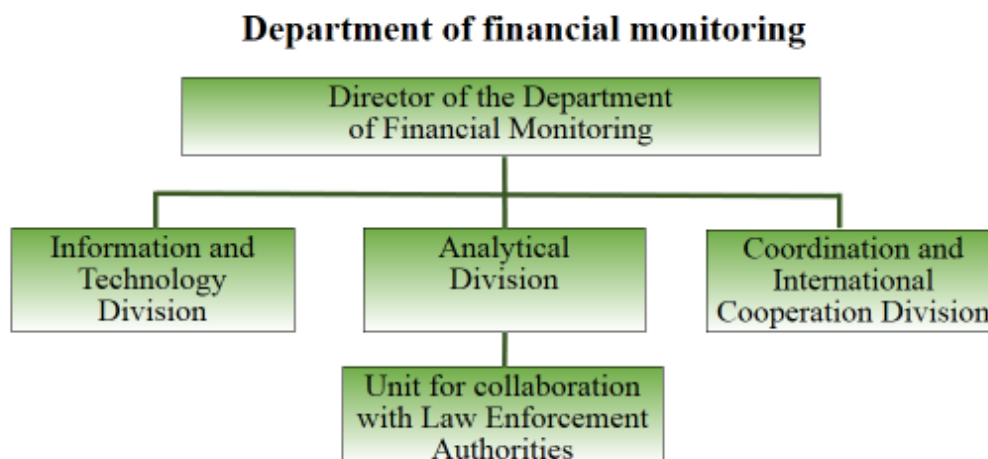 Department of financial monitoring
Director of the Department
of Financial Monitoring
Information and
Technology
Division
Analytical
Division
Coordination and
International
Cooperation Division
Unit for collaboration
with Law Enforcement
Authorities